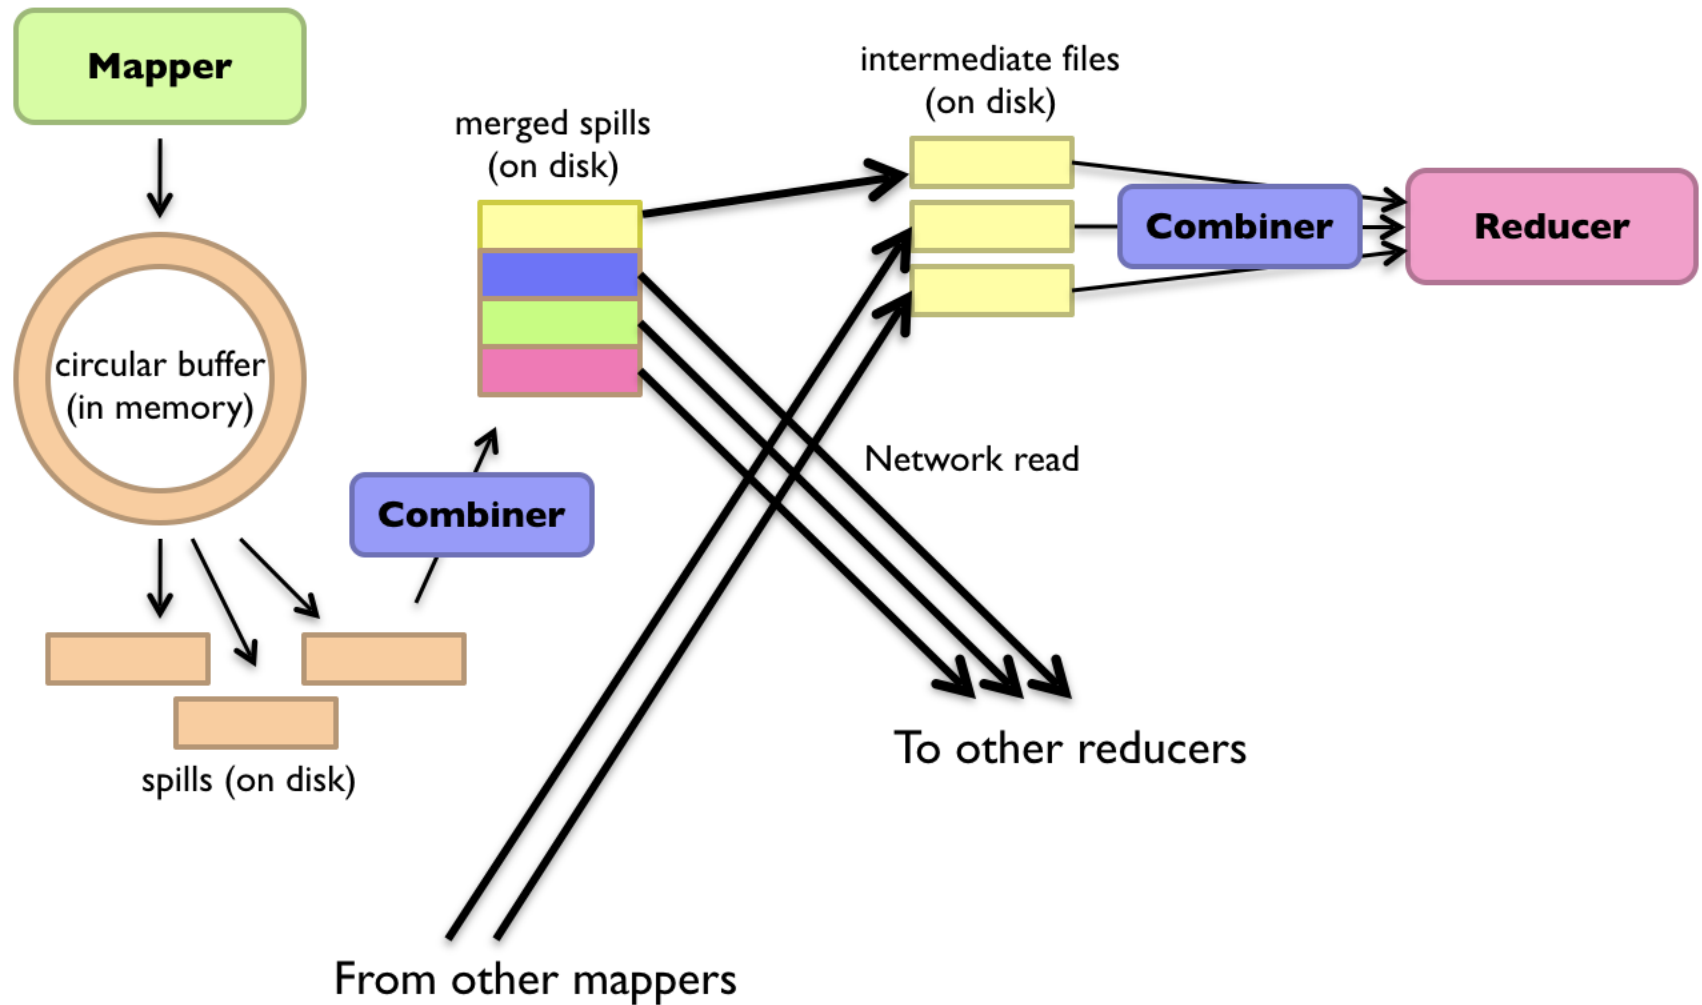 Mapper
circular buffer
(in memory)
spills (on disk)
Combiner
merged spills
(on disk)
intermediate files
(on disk)
Combiner
Reducer
Network read
To other reducers
From other mappers